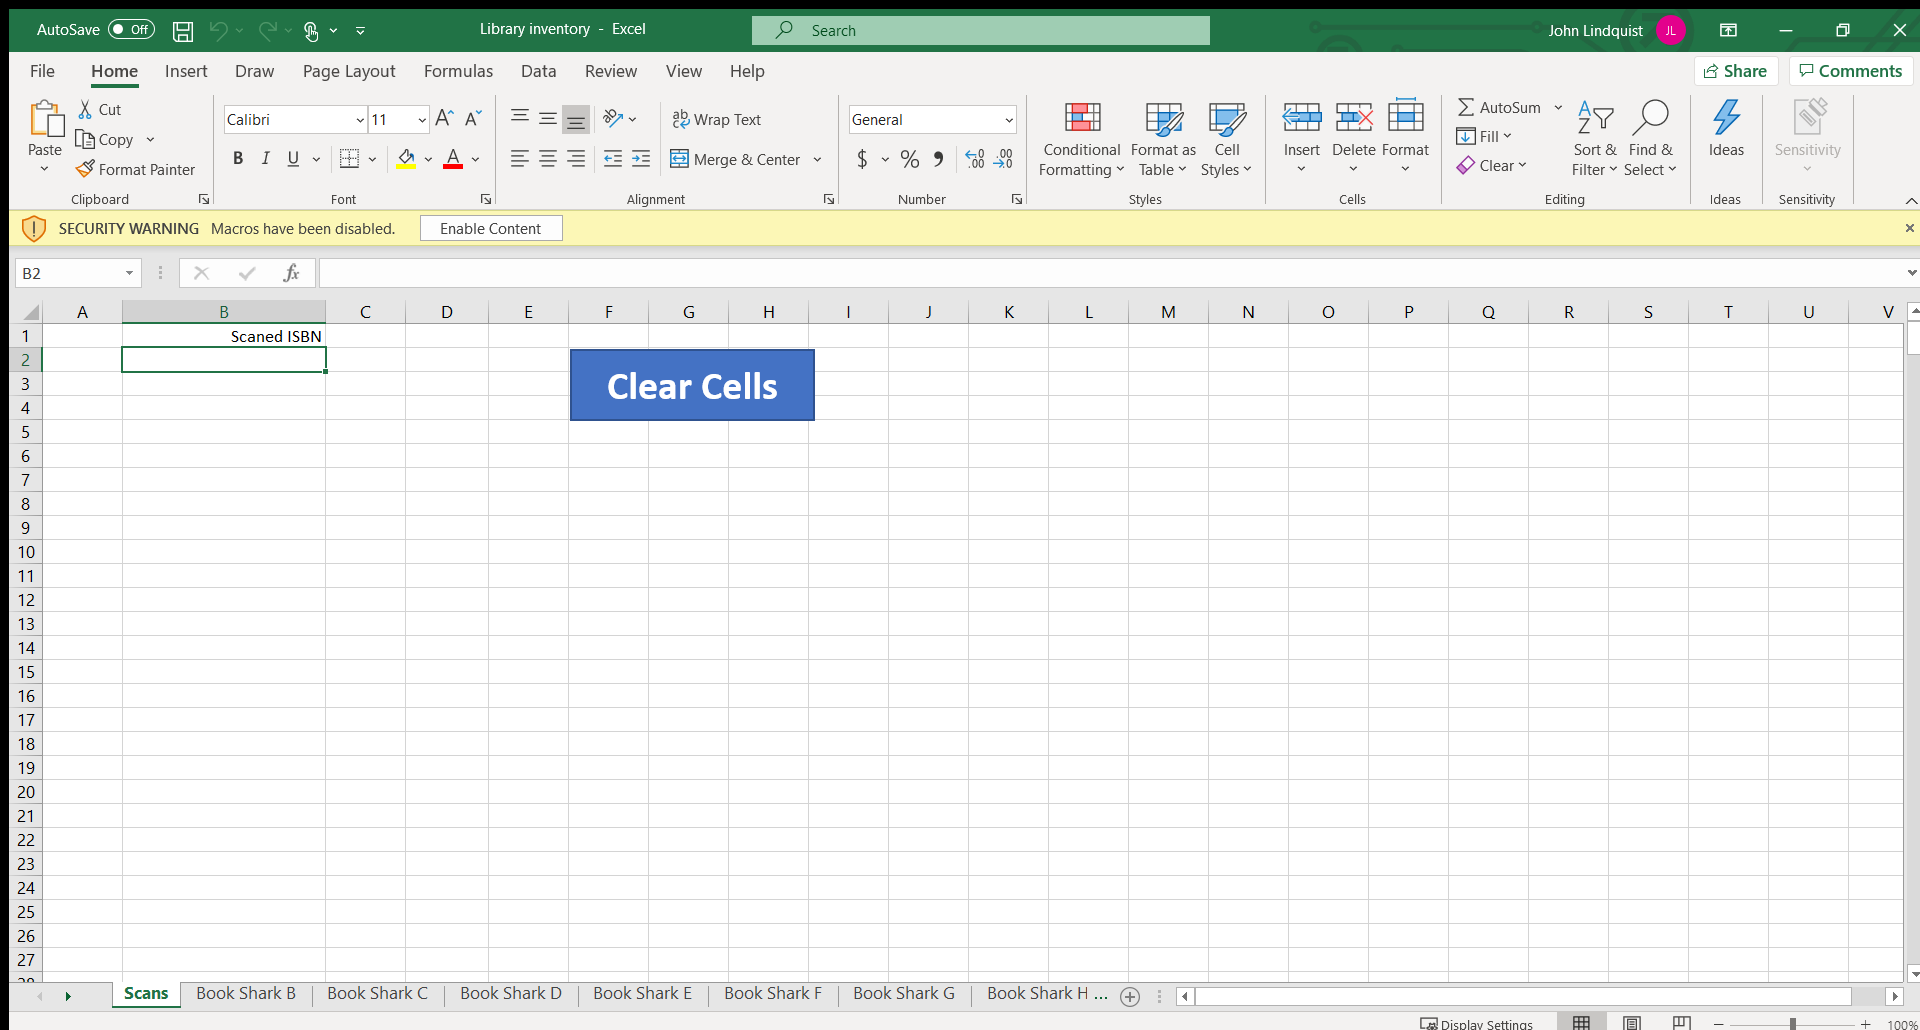 AutoSave Off Library inventory - Excel Search John Lindquist JL
File Home Insert Draw Page Layout Formulas Data Review View Help Share Comments
Paste Cut Copy Format Painter Clipboard
Calibri 11 B I U A Font
Wrap Text Merge & Center Alignment
General $ % Number
Conditional Formatting Format as Table Cell Styles Styles
Insert Delete Format Cells
AutoSum Fill Clear Sort & Filter Find & Select Editing
Ideas Ideas
Sensitivity Sensitivity
SECURITY WARNING Macros have been disabled. Enable Content
B2 fx
A B C D E F G H I J K L M N O P Q R S T U V
1 Scaned ISBN
2
Clear Cells
3
4
5
6
7
8
9
10
11
12
13
14
15
16
17
18
19
20
21
22
23
24
25
26
27
28
Scans Book Shark B Book Shark C Book Shark D Book Shark E Book Shark F Book Shark G Book Shark H ...
Display Settings 100%